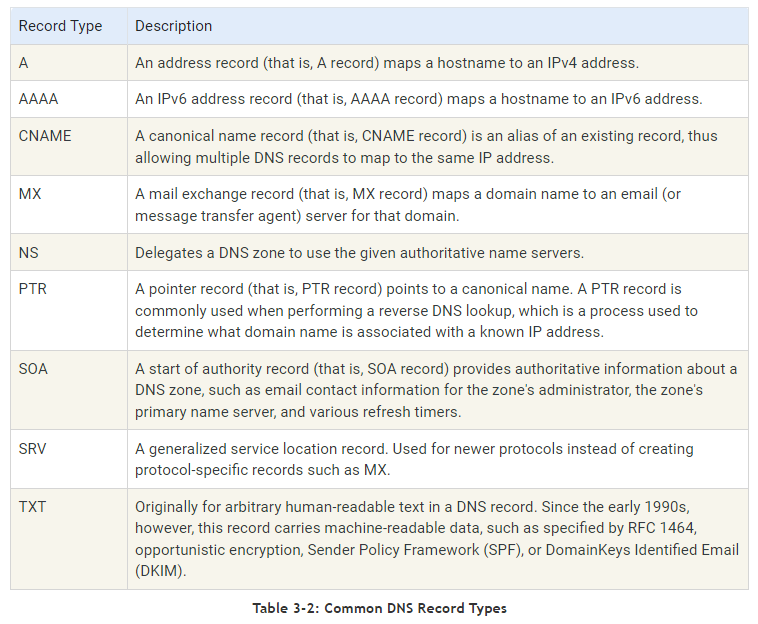 Record Type Description
A An address record (that is, A record) maps a hostname to an IPv4 address.
AAAA An IPv6 address record (that is, AAAA record) maps a hostname to an IPv6 address.
CNAME A canonical name record (that is, CNAME record) is an alias of an existing record, thus
allowing multiple DNS records to map to the same IP address.
MX A mail exchange record (that is, MX record) maps a domain name to an email (or
message transfer agent) server for that domain.
NS Delegates a DNS zone to use the given authoritative name servers.
PTR A pointer record (that is, PTR record) points to a canonical name. A PTR record is
commonly used when performing a reverse DNS lookup, which is a process used to
determine what domain name is associated with a known IP address.
SOA A start of authority record (that is, SOA record) provides authoritative information about a
DNS zone, such as email contact information for the zone's administrator, the zone's
primary name server, and various refresh timers.
SRV A generalized service location record. Used for newer protocols instead of creating
protocol-specific records such as MX.
TXT Originally for arbitrary human-readable text in a DNS record. Since the early 1990s,
however, this record carries machine-readable data, such as specified by RFC 1464,
opportunistic encryption, Sender Policy Framework (SPF), or DomainKeys Identified Email
(DKIM).
Table 3-2: Common DNS Record Types